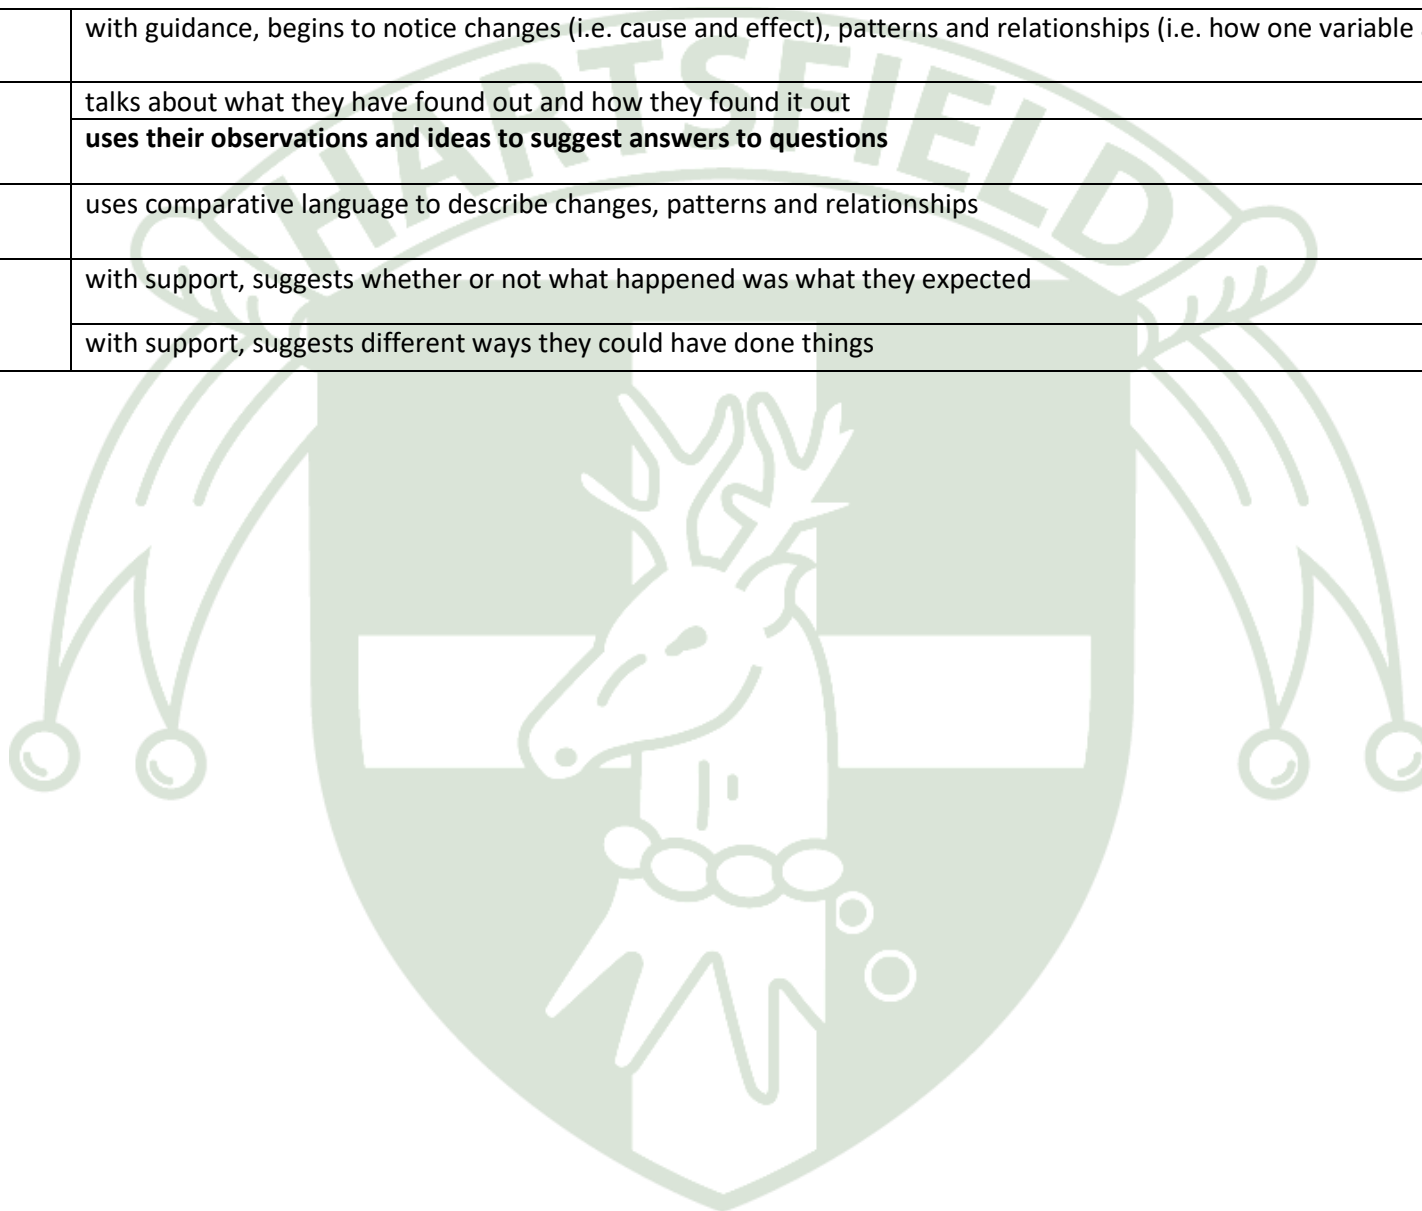 with guidance, begins to notice changes (i.e. cause and effect), patterns and relationships (i.e. how one variable
talks about what they have found out and how they found it out
uses their observations and ideas to suggest answers to questions
uses comparative language to describe changes, patterns and relationships
with support, suggests whether or not what happened was what they expected
with support, suggests different ways they could have done things
HARTSFIELD